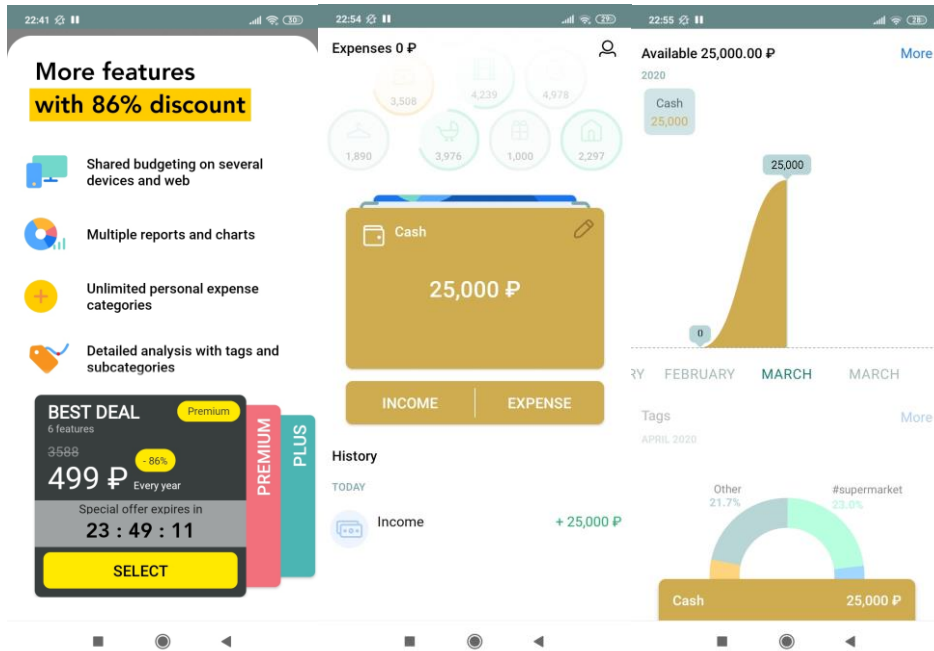 22:41
30
More features
with 86% discount
Shared budgeting on several
devices and web
Multiple reports and charts
Unlimited personal expense
categories
Detailed analysis with tags and
subcategories
BEST DEAL
Premium
6 features
3588
- 86%
499 ₽ Every year
Special offer expires in
23 : 49 : 11
SELECT
PREMIUM
PLUS
22:54
29
Expenses 0 ₽
3,508
4,239
4,978
1,890
3,976
1,000
2,297
Cash
25,000 ₽
INCOME
EXPENSE
History
TODAY
Income
+ 25,000 ₽
22:55
28
Available 25,000.00 ₽
More
2020
Cash
25,000
25,000
0
RY
FEBRUARY
MARCH
MARCH
Tags
More
APRIL 2020
Other
21.7%
#supermarket
23.0%
Cash
25,000 ₽